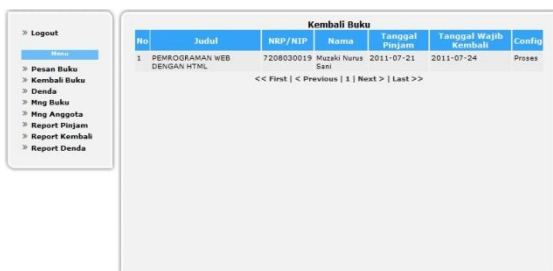 » Logout
Menu
» Pesan Buku
» Kembali Buku
» Denda
» Mng Buku
» Mng Anggota
» Report Pinjam
» Report Kembali
» Report Denda
Kembali Buku
No Judul NRP/NIP Nama Tanggal Pinjam Tanggal Wajib Kembali Config
1 PEMROGRAMAN WEB DENGAN HTML 7208030019 Muzaki Nurus Sani 2011-07-21 2011-07-24 Proses
<< First | < Previous | 1 | Next > | Last >>